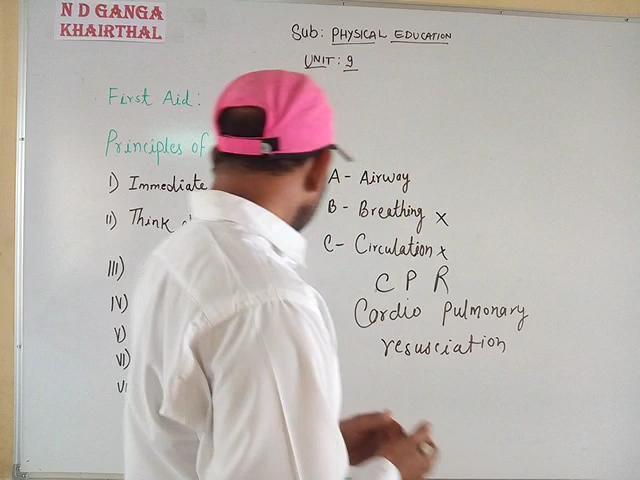 N D GANGA
KHAIRTHAL
Sub: PHYSICAL EDUCATION
UNIT: 9
First Aid:
Principles of
I) Immediate
II) Think
III)
IV)
V)
VI)
A - Airway
B - Breathing x
C - Circulation x
C P R
Cardio Pulmonary
resusciation